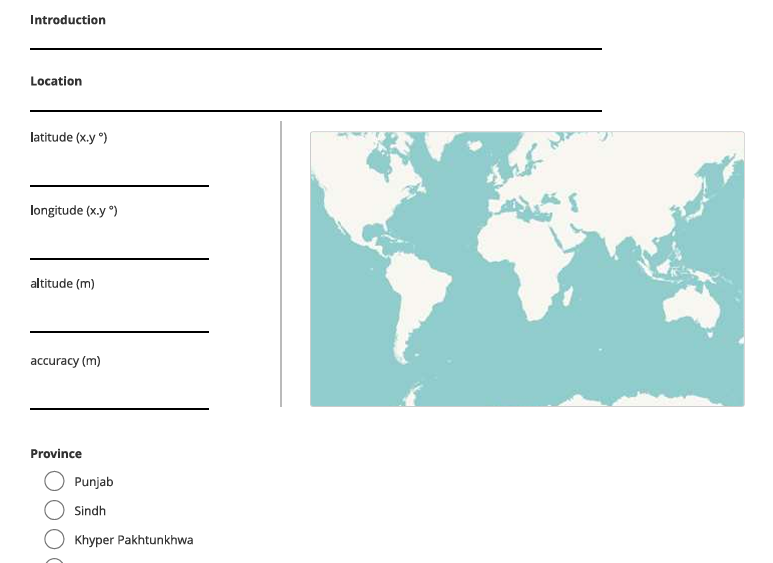 Introduction
Location
latitude (x.y °)
longitude (x.y °)
altitude (m)
accuracy (m)
Province
Punjab
Sindh
Khyper Pakhtunkhwa